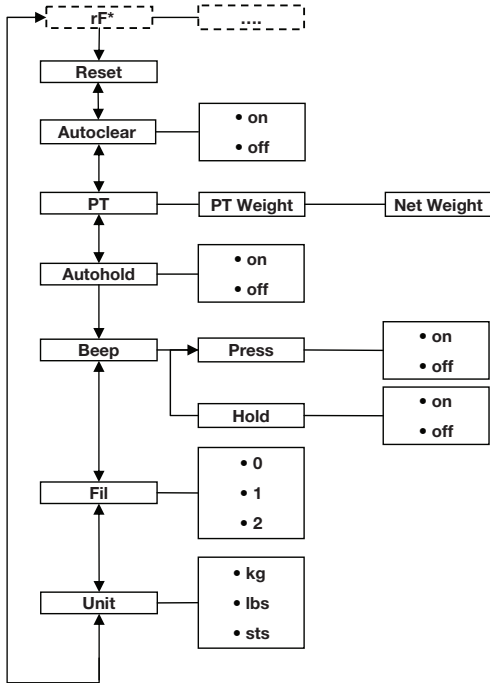 rF*
....
Reset
Autoclear
• on
• off
PT
PT Weight
Net Weight
Autohold
• on
• off
Beep
Press
• on
• off
Hold
• on
• off
Fil
• 0
• 1
• 2
Unit
• kg
• lbs
• sts